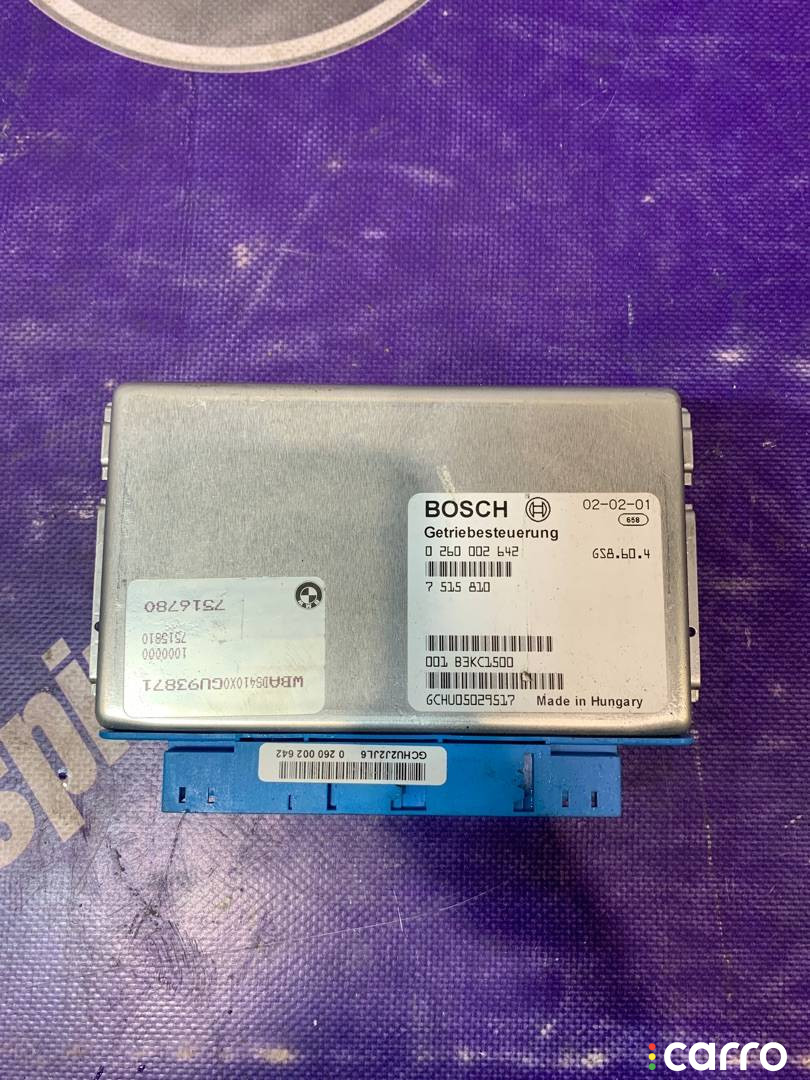 BOSCH
02-02-01
658
Getriebesteuerung
0 260 002 642
GS8.60.4
7 515 810
001 B3KC1500
GCHU05029517
Made in Hungary
7516780
7515810
1000000
WBADS410X0GU93871
GCHU2J2JL6 0 260 002 642
spi
carro